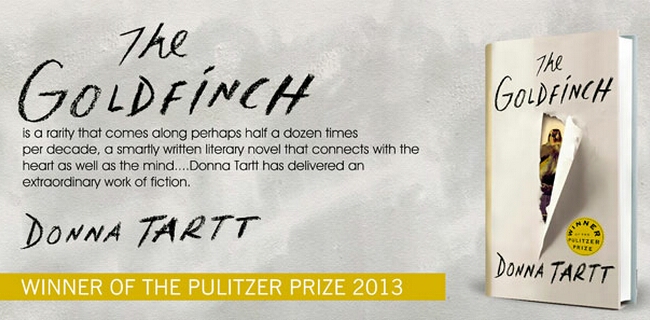 The
GOLDFINCH
is a rarity that comes along perhaps half a dozen times
per decade, a smartly written literary novel that connects with the
heart as well as the mind....Donna Tartt has delivered an
extraordinary work of fiction.
DONNA TARTT
WINNER OF THE PULITZER PRIZE 2013
The
GOLDFINCH
WINNER
OF THE
PULITZER
PRIZE
DONNA TARTT